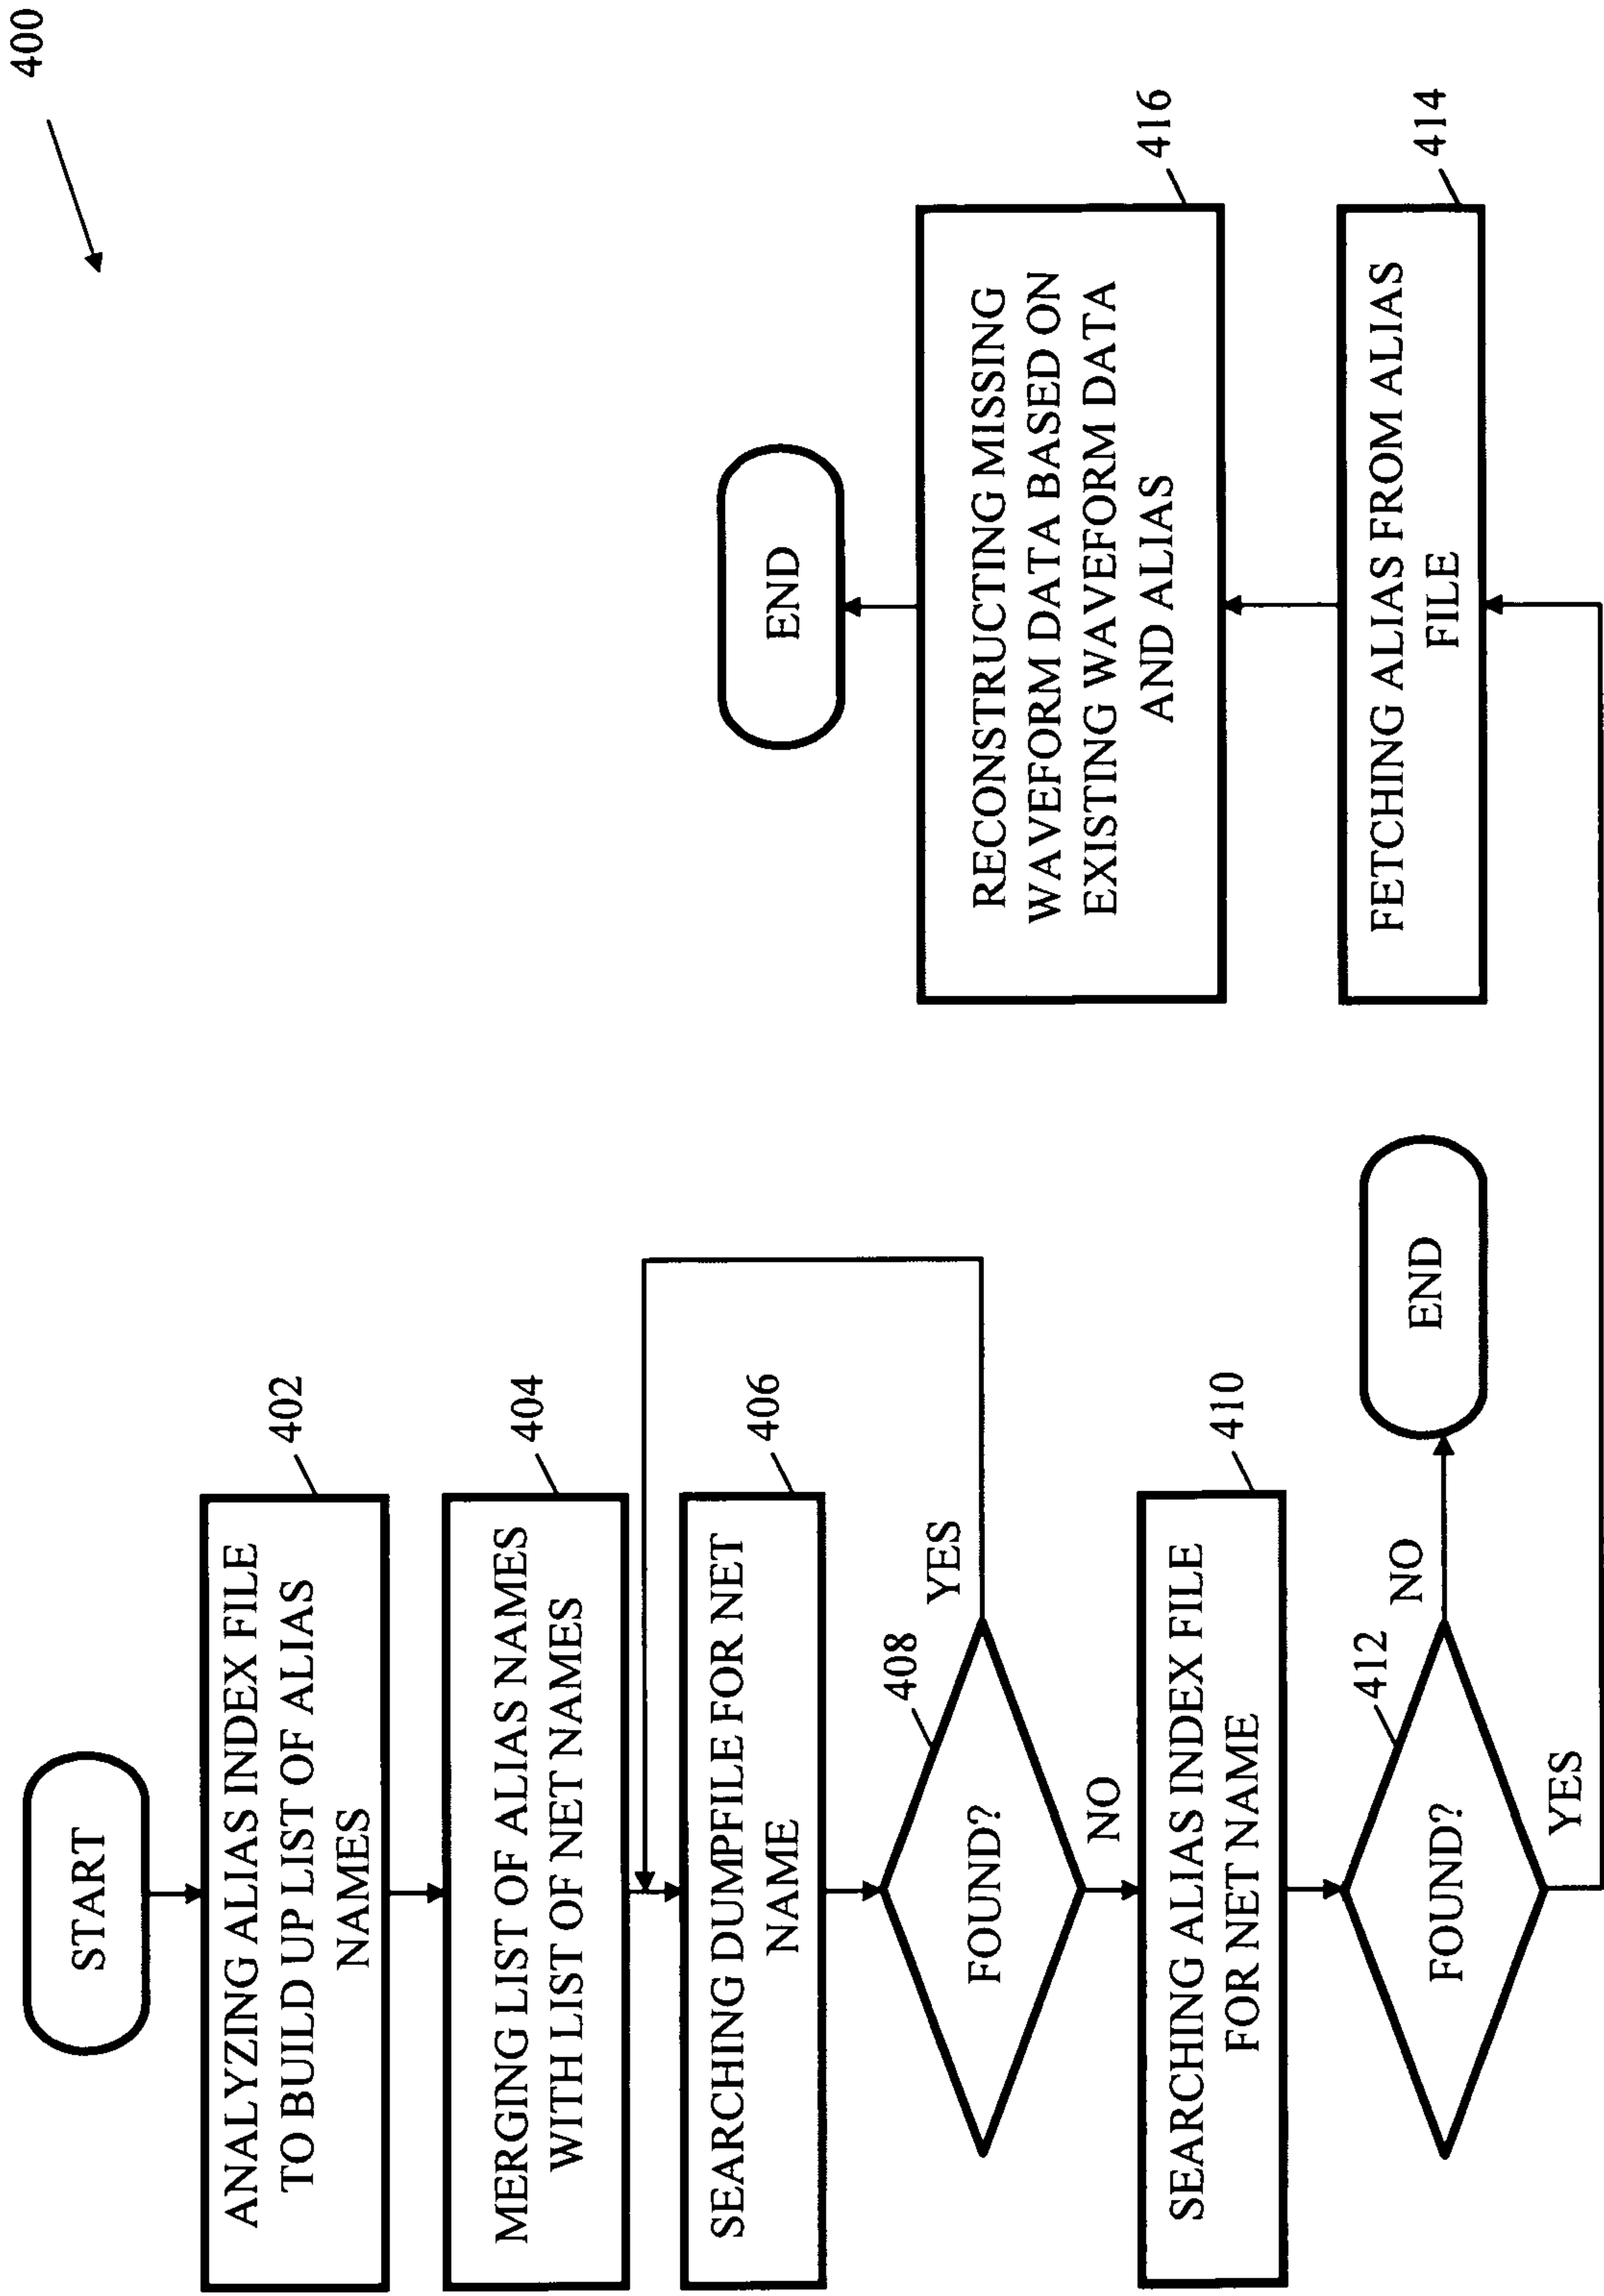 400
START
ANALYZING ALIAS INDEX FILE
TO BUILD UP LIST OF ALIAS
NAMES
402
MERGING LIST OF ALIAS NAMES
WITH LIST OF NET NAMES
404
SEARCHING DUMPFILE FOR NET
NAME
406
FOUND?
408
YES
NO
SEARCHING ALIAS INDEX FILE
FOR NET NAME
410
FOUND?
412
NO
END
YES
FETCHING ALIAS FROM ALIAS
FILE
414
RECONSTRUCTING MISSING
WAVEFORM DATA BASED ON
EXISTING WAVEFORM DATA
AND ALIAS
416
END